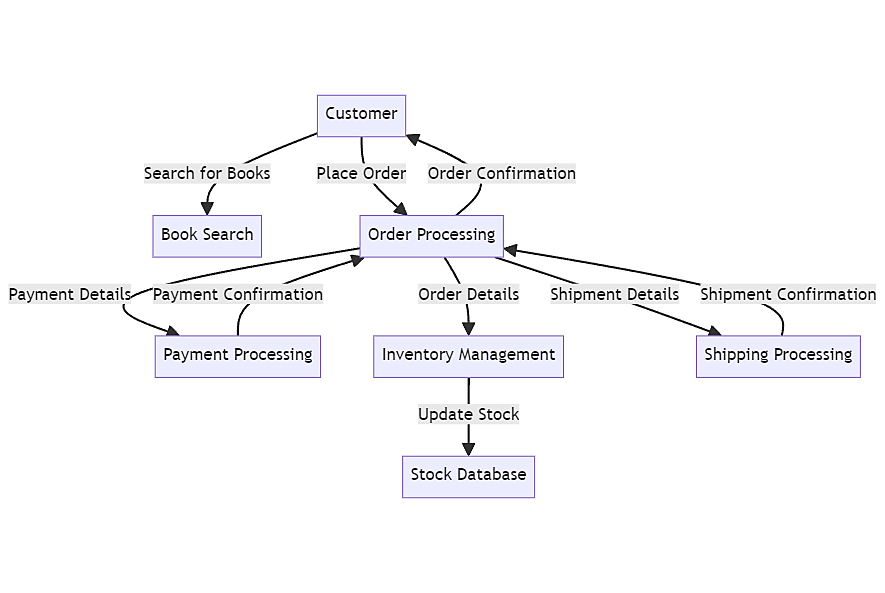 Customer
Search for Books
Place Order
Order Confirmation
Book Search
Order Processing
Payment Details
Payment Confirmation
Order Details
Shipment Details
Shipment Confirmation
Payment Processing
Inventory Management
Shipping Processing
Update Stock
Stock Database